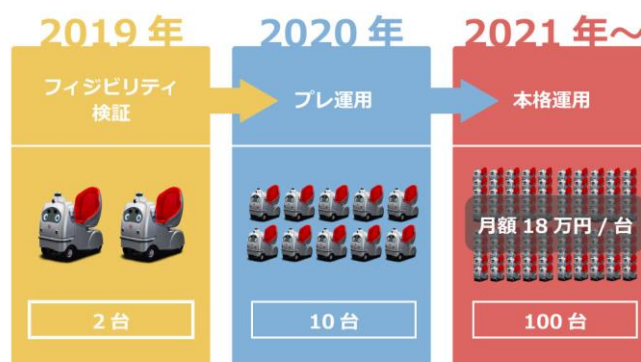 2019 年
フィジビリティ
検証
2 台
2020 年
プレ運用
10 台
2021 年～
本格運用
月額 18 万円 / 台
100 台